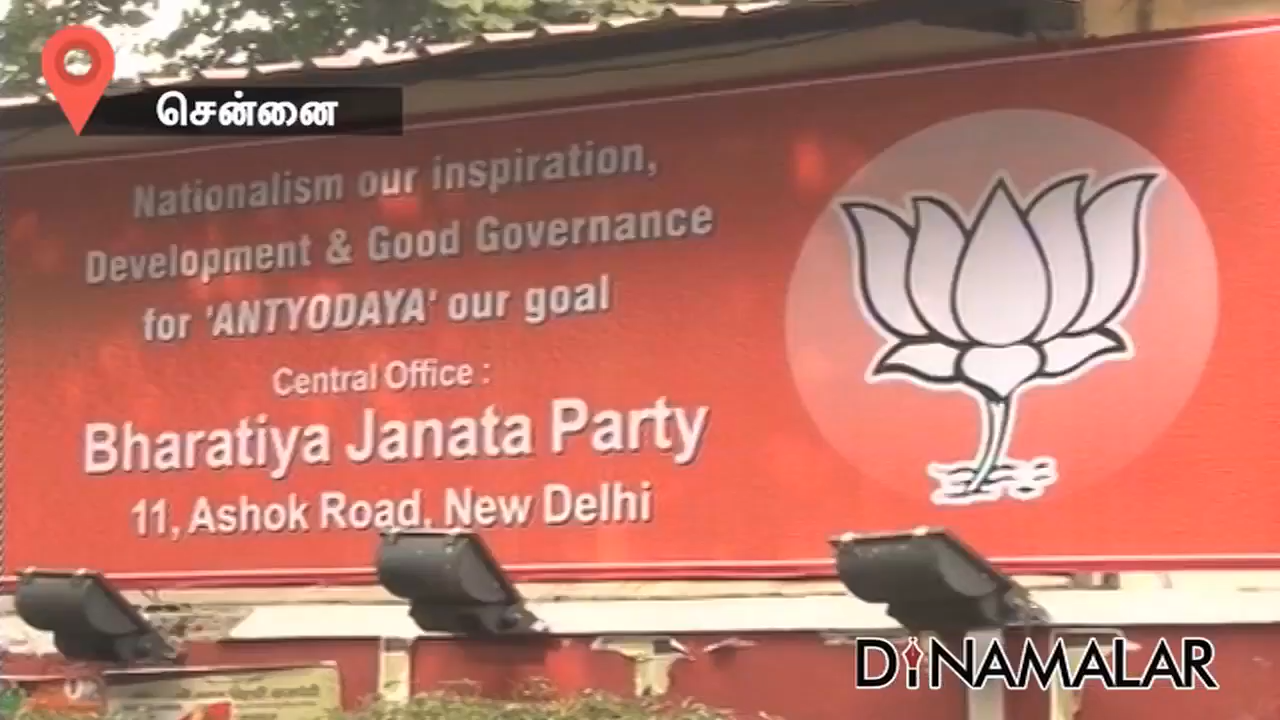 சென்னை
Nationalism our inspiration,
Development & Good Governance
for 'ANTYODAYA' our goal
Central Office :
Bharatiya Janata Party
11, Ashok Road, New Delhi
DINAMALAR